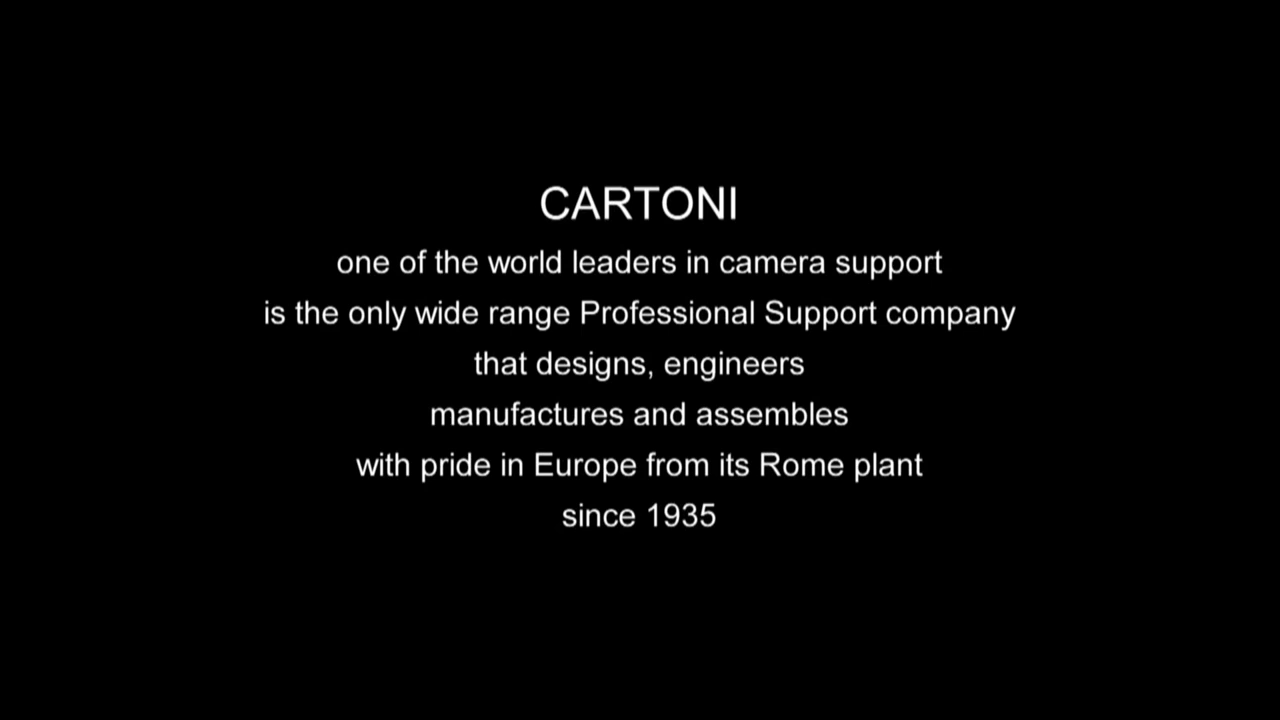 CARTONI
one of the world leaders in camera support
is the only wide range Professional Support company
that designs, engineers
manufactures and assembles
with pride in Europe from its Rome plant
since 1935